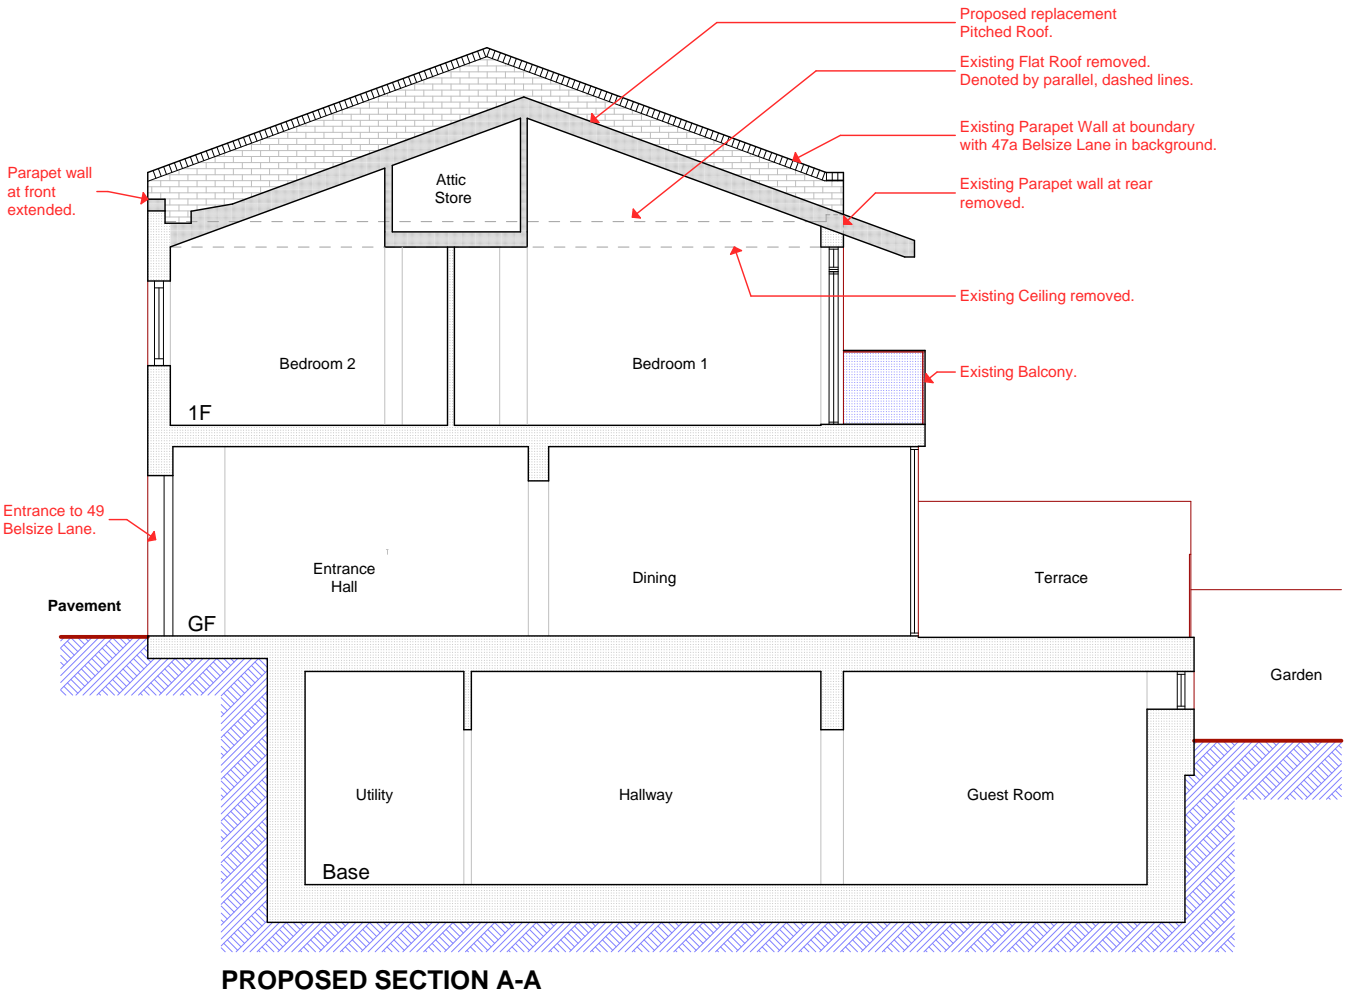 Proposed replacement
Pitched Roof.
Existing Flat Roof removed.
Denoted by parallel, dashed lines.
Existing Parapet Wall at boundary
with 47a Belsize Lane in background.
Parapet wall
at front
extended.
Attic
Store
Existing Parapet wall at rear
removed.
Existing Ceiling removed.
Bedroom 2
Bedroom 1
Existing Balcony.
1F
Entrance to 49
Belsize Lane.
Entrance
Hall
Dining
Terrace
Pavement
GF
Garden
Utility
Hallway
Guest Room
Base
PROPOSED SECTION A-A